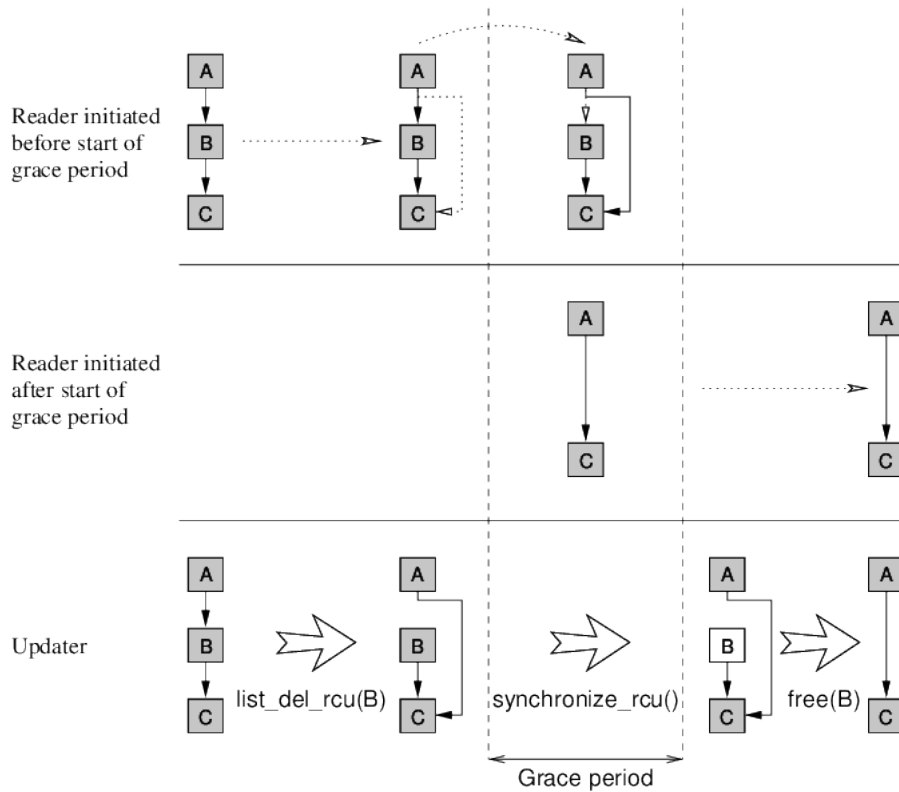 A A A
Reader initiated
before start of
grace period
B B B
C C C
A A
Reader initiated
after start of
grace period
C C
A A A A
Updater
B B B
list_del_rcu(B) synchronize_rcu() free(B)
C C C C
Grace period